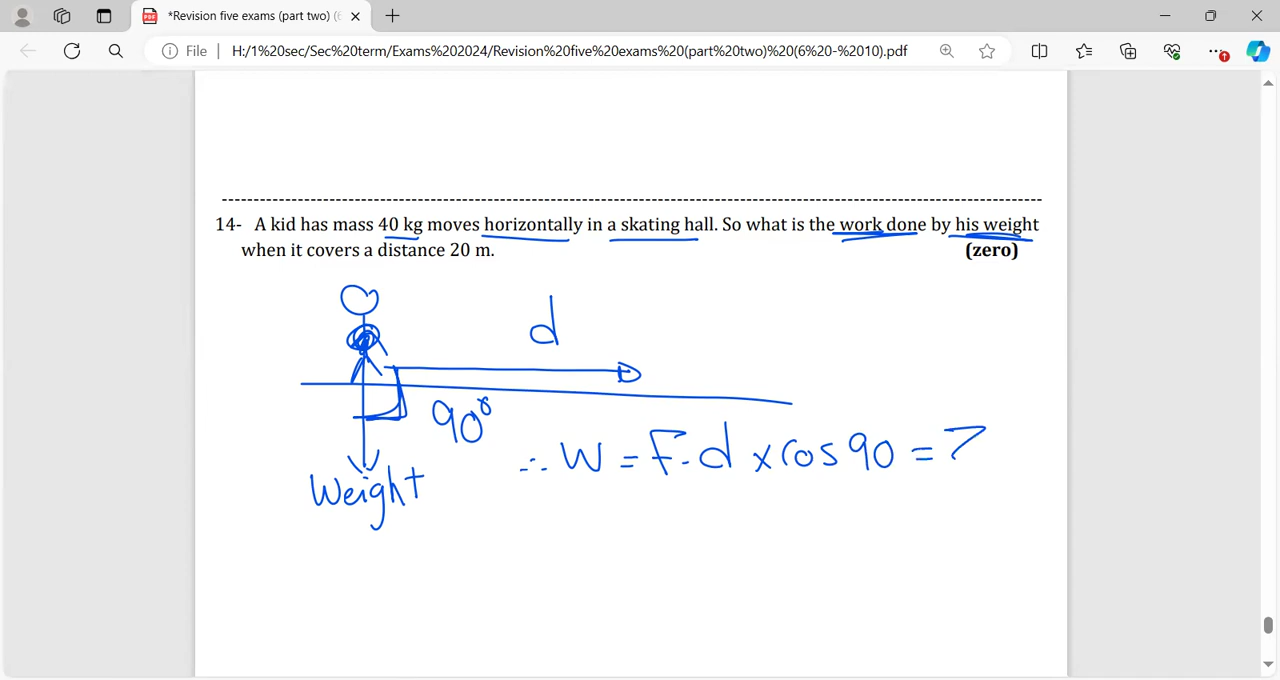 *Revision five exams (part two) (6
File
H:/1%20sec/Sec%20term/Exams%202024/Revision%20five%20exams%20(part%20two)%20(6%20-%2010).pdf
14- A kid has mass 40 kg moves horizontally in a skating hall. So what is the work done by his weight
when it covers a distance 20 m. (zero)
d
90°
∴ W = F. d x cos 90 = ?
Weight